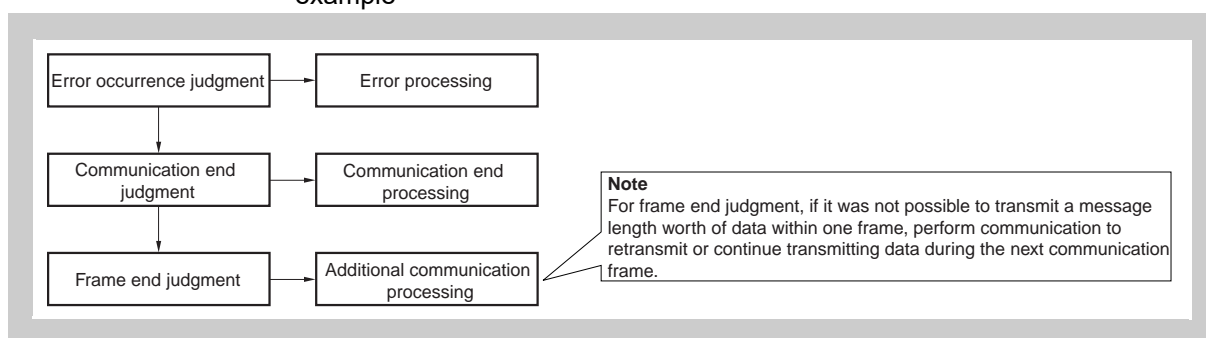 example
Error occurrence judgment
Error processing
Communication end
judgment
Communication end
processing
Note
For frame end judgment, if it was not possible to transmit a message
length worth of data within one frame, perform communication to
retransmit or continue transmitting data during the next communication
frame.
Frame end judgment
Additional communication
processing